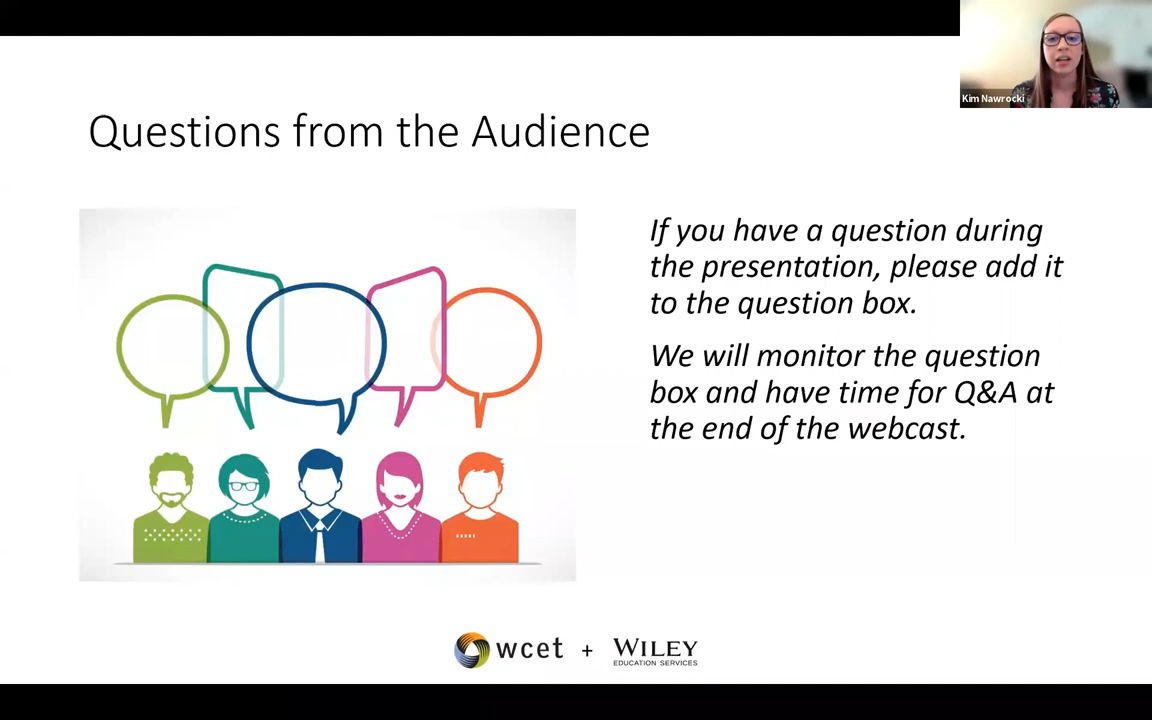 Kim Nawrocki
Questions from the Audience
If you have a question during
the presentation, please add it
to the question box.
We will monitor the question
box and have time for Q&A at
the end of the webcast.
wcet + WILEY
EDUCATION SERVICES